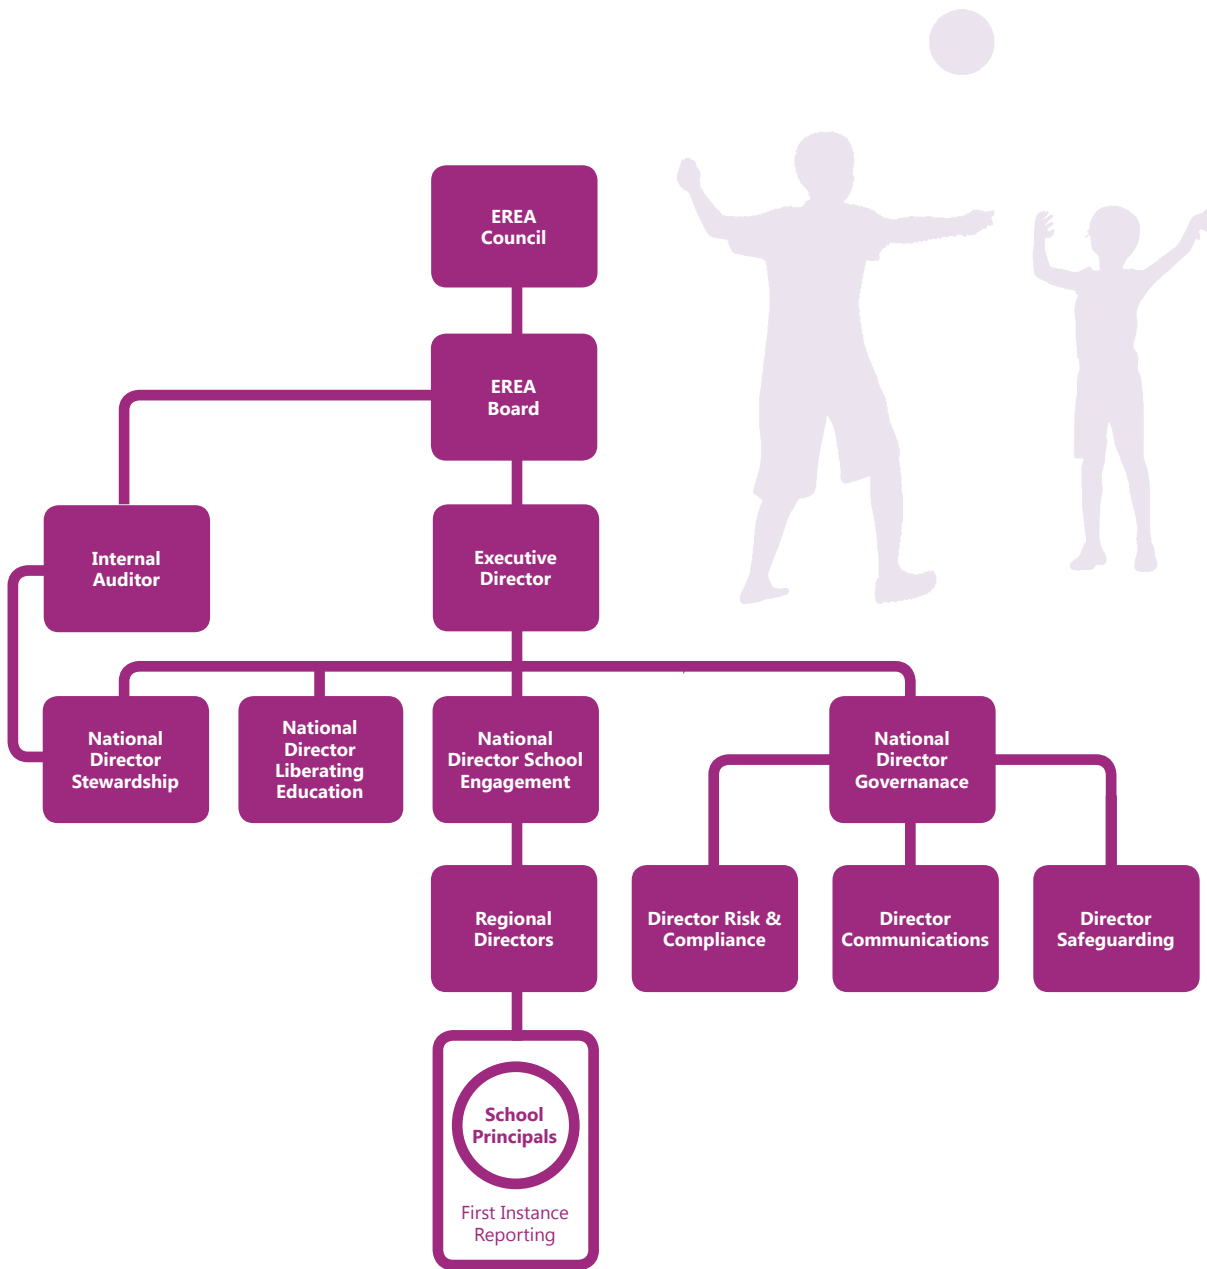 EREA
Council
EREA
Board
Internal
Auditor
Executive
Director
National
Director
Stewardship
National
Director
Liberating
Education
National
Director School
Engagement
National
Director
Governanace
Regional
Directors
Director Risk &
Compliance
Director
Communications
Director
Safeguarding
School
Principals
First Instance
Reporting